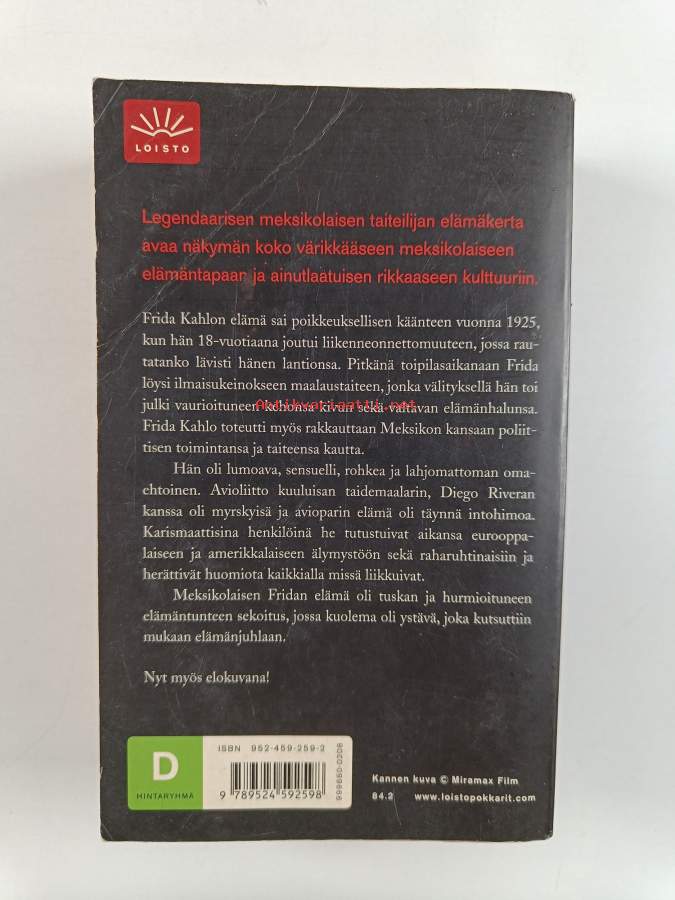 LOISTO
Legendaarisen meksikolaisen taiteilijan elämäkerta
avaa näkymän koko värikkääseen meksikolaiseen
elämäntapaan ja ainutlaatuisen rikkaaseen kulttuuriin.
Frida Kahlon elämä sai poikkeuksellisen käänteen vuonna 1925,
kun hän 18-vuotiaana joutui liikenneonnettomuuteen, jossa rau-
tatanko lävisti hänen lantionsa. Pitkänä toipilasaikanaan Frida
löysi ilmaisukeinokseen maalaustaiteen, jonka välityksellä hän toi
julki vaurioituneen kehonsa kivun sekä valtavan elämänhalunsa.
Antikvariaatti.net
Frida Kahlo toteutti myös rakkauttaan Meksikon kansaan poliit-
tisen toimintansa ja taiteensa kautta.
Hän oli lumoava, sensuelli, rohkea ja lahjomattoman oma-
ehtoinen. Avioliitto kuuluisan taidemaalarin, Diego Riveran
kanssa oli myrskyisä ja avioparin elämä oli täynnä intohimoa.
Karismaattisina henkilöinä he tutustuivat aikansa eurooppa-
laiseen ja amerikkalaiseen älymystöön sekä raharuhtinaisiin ja
herättivät huomiota kaikkialla missä liikkuivat.
Meksikolaisen Fridan elämä oli tuskan ja hurmioituneen
elämäntunteen sekoitus, jossa kuolema oli ystävä, joka kutsuttiin
mukaan elämänjuhlaan.
Nyt myös elokuvana!
D
HINTARYHMÄ
ISBN 952-459-259-2
9 789524 592598
999660-0206
Kannen kuva © Miramax Film
84.2 www.loistopokkarit.com